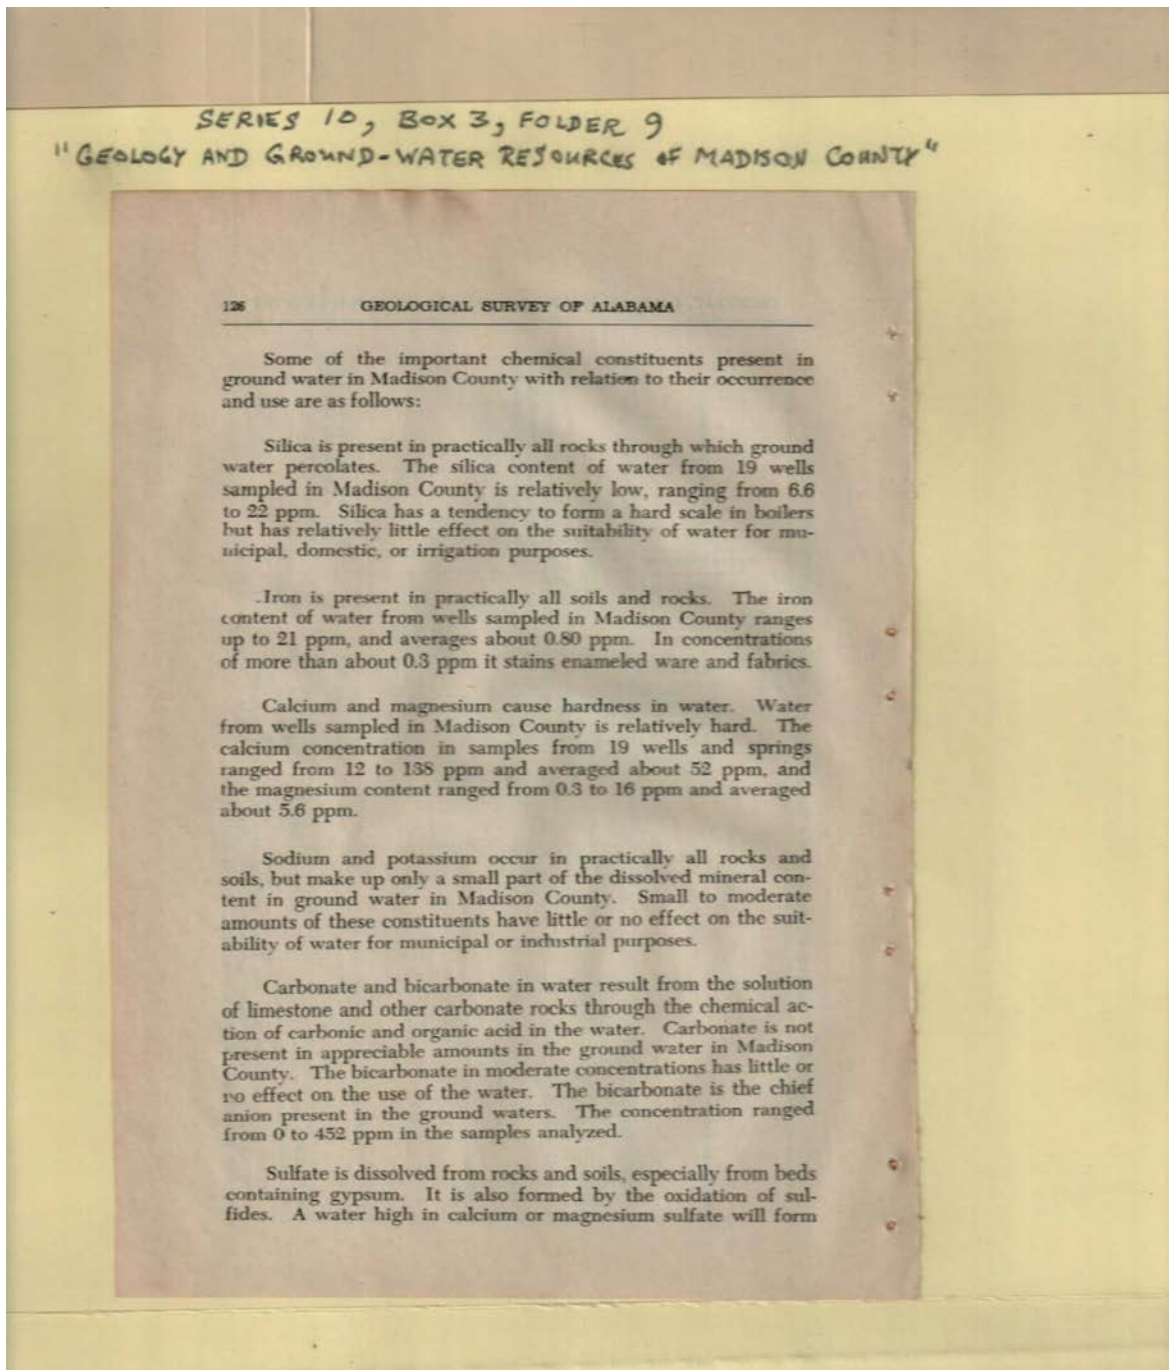 SERIES 10, BOX 3, FOLDER 9
"GEOLOGY AND GROUND-WATER RESOURCES OF MADISON COUNTY"
126 GEOLOGICAL SURVEY OF ALABAMA
Some of the important chemical constituents present in
ground water in Madison County with relation to their occurrence
and use are as follows:
Silica is present in practically all rocks through which ground
water percolates. The silica content of water from 19 wells
sampled in Madison County is relatively low, ranging from 6.6
to 22 ppm. Silica has a tendency to form a hard scale in boilers
but has relatively little effect on the suitability of water for mu-
nicipal, domestic, or irrigation purposes.
Iron is present in practically all soils and rocks. The iron
content of water from wells sampled in Madison County ranges
up to 21 ppm, and averages about 0.80 ppm. In concentrations
of more than about 0.3 ppm it stains enameled ware and fabrics.
Calcium and magnesium cause hardness in water. Water
from wells sampled in Madison County is relatively hard. The
calcium concentration in samples from 19 wells and springs
ranged from 12 to 138 ppm and averaged about 52 ppm, and
the magnesium content ranged from 0.3 to 16 ppm and averaged
about 5.6 ppm.
Sodium and potassium occur in practically all rocks and
soils, but make up only a small part of the dissolved mineral con-
tent in ground water in Madison County. Small to moderate
amounts of these constituents have little or no effect on the suit-
ability of water for municipal or industrial purposes.
Carbonate and bicarbonate in water result from the solution
of limestone and other carbonate rocks through the chemical ac-
tion of carbonic and organic acid in the water. Carbonate is not
present in appreciable amounts in the ground water in Madison
County. The bicarbonate in moderate concentrations has little or
no effect on the use of the water. The bicarbonate is the chief
anion present in the ground waters. The concentration ranged
from 0 to 452 ppm in the samples analyzed.
Sulfate is dissolved from rocks and soils, especially from beds
containing gypsum. It is also formed by the oxidation of sul-
fides. A water high in calcium or magnesium sulfate will form